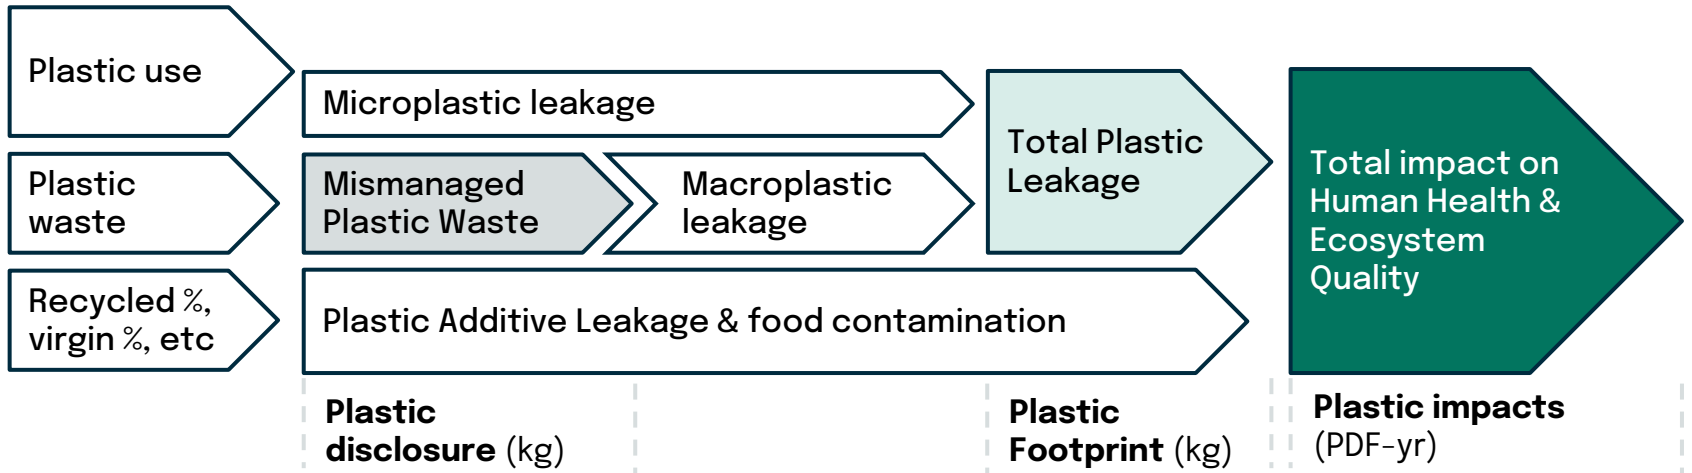 Plastic use
Microplastic leakage
Total Plastic
Leakage
Plastic
waste
Mismanaged
Plastic Waste
Macroplastic
leakage
Total impact on
Human Health &
Ecosystem
Quality
Recycled %,
virgin %, etc
Plastic Additive Leakage & food contamination
Plastic
disclosure (kg)
Plastic
Footprint (kg)
Plastic impacts
(PDF-yr)